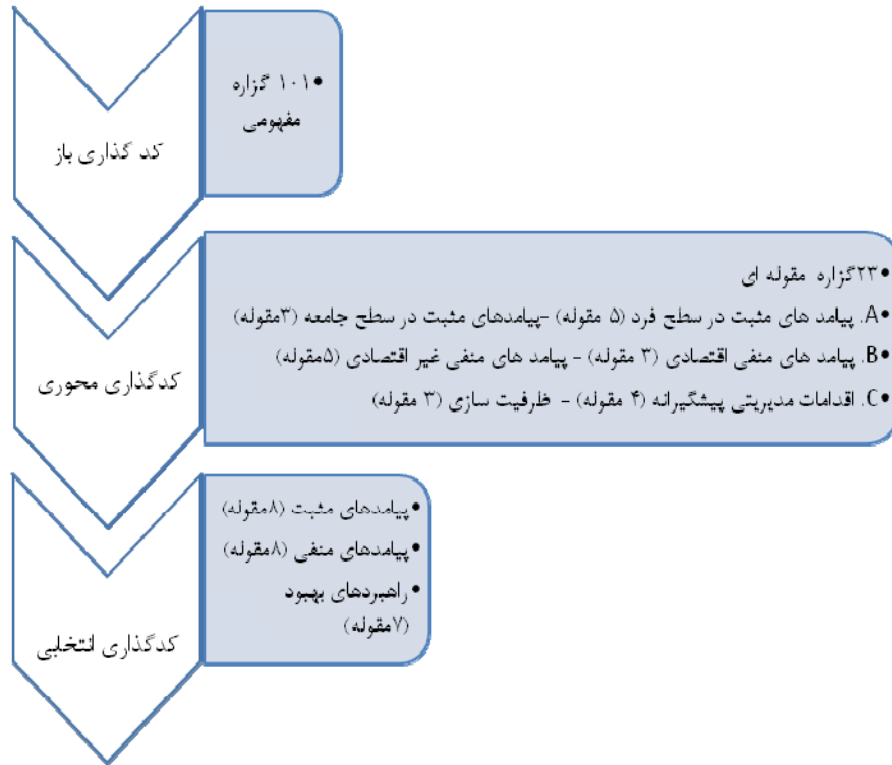 کد گذاری باز
•۱۰۱ گزاره
مفهومی
کدگذاری محوری
•۲۳گزاره مقوله ای
•A. پیامد های مثبت در سطح فرد (۵ مقوله) -پیامدهای مثبت در سطح جامعه (۳مقوله)
•B. پیامد های منفی اقتصادی (۳ مقوله) - پیامد های منفی غیر اقتصادی (۵مقوله)
•C. اقدامات مدیریتی پیشگیرانه (۴ مقوله) - ظرفیت سازی (۳ مقوله)
کدگذاری انتخابی
•پیامدهای مثبت (۸مقوله)
•پیامدهای منفی (۸مقوله)
•راهبردهای بهبود
(۷مقوله)